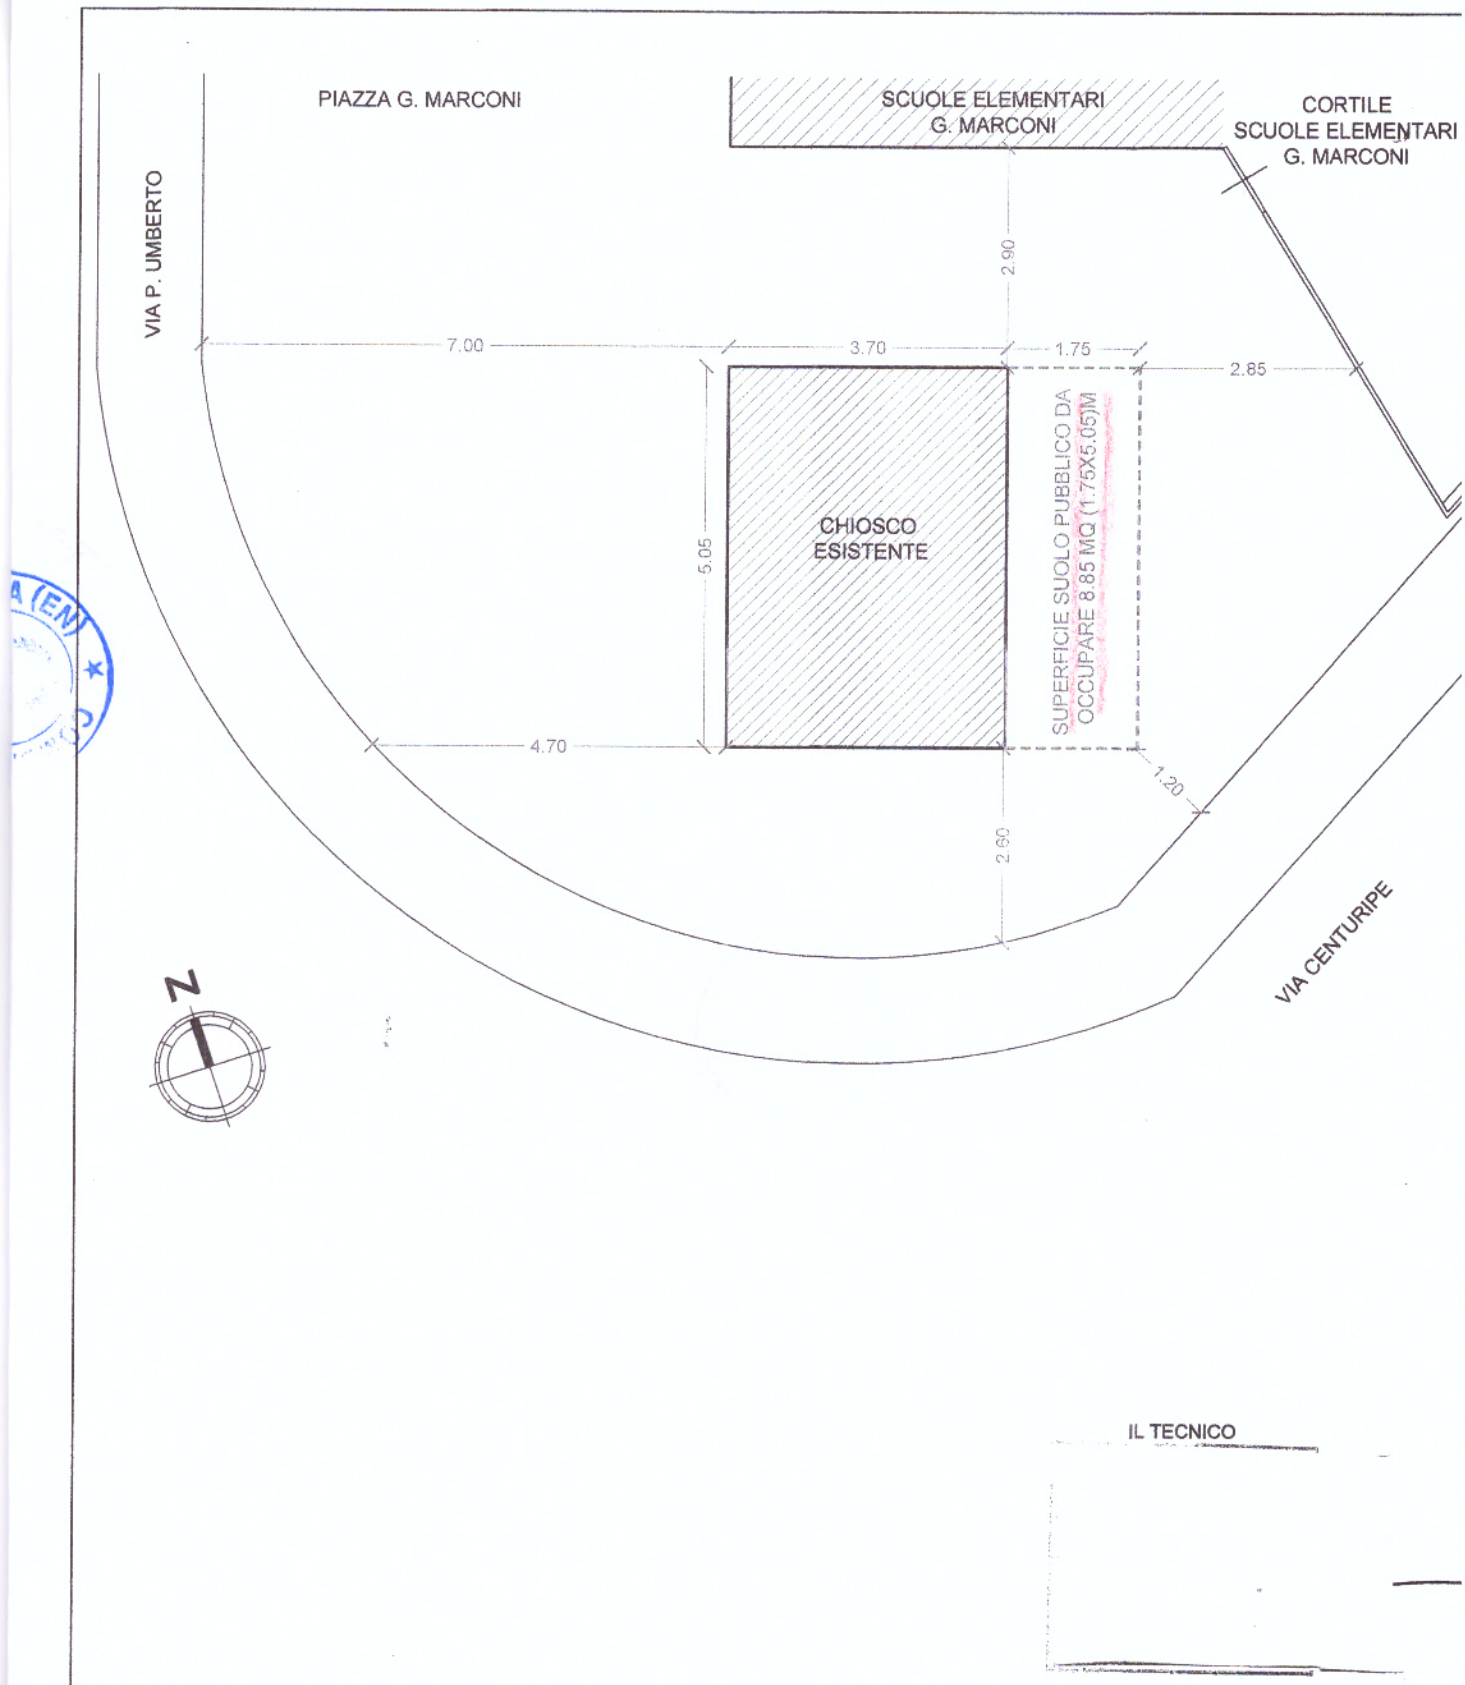 PIAZZA G. MARCONI
SCUOLE ELEMENTARI
G. MARCONI
CORTILE
SCUOLE ELEMENTARI
G. MARCONI
VIA P. UMBERTO
2.90
7.00
3.70
1.75
2.85
5.05
CHIOSCO
ESISTENTE
SUPERFICIE SUOLO PUBBLICO DA
OCCUPARE 8.85 MQ (1.75X5.05)M
A (EN)
4.70
1.20
2.60
VIA CENTURIPE
N
IL TECNICO